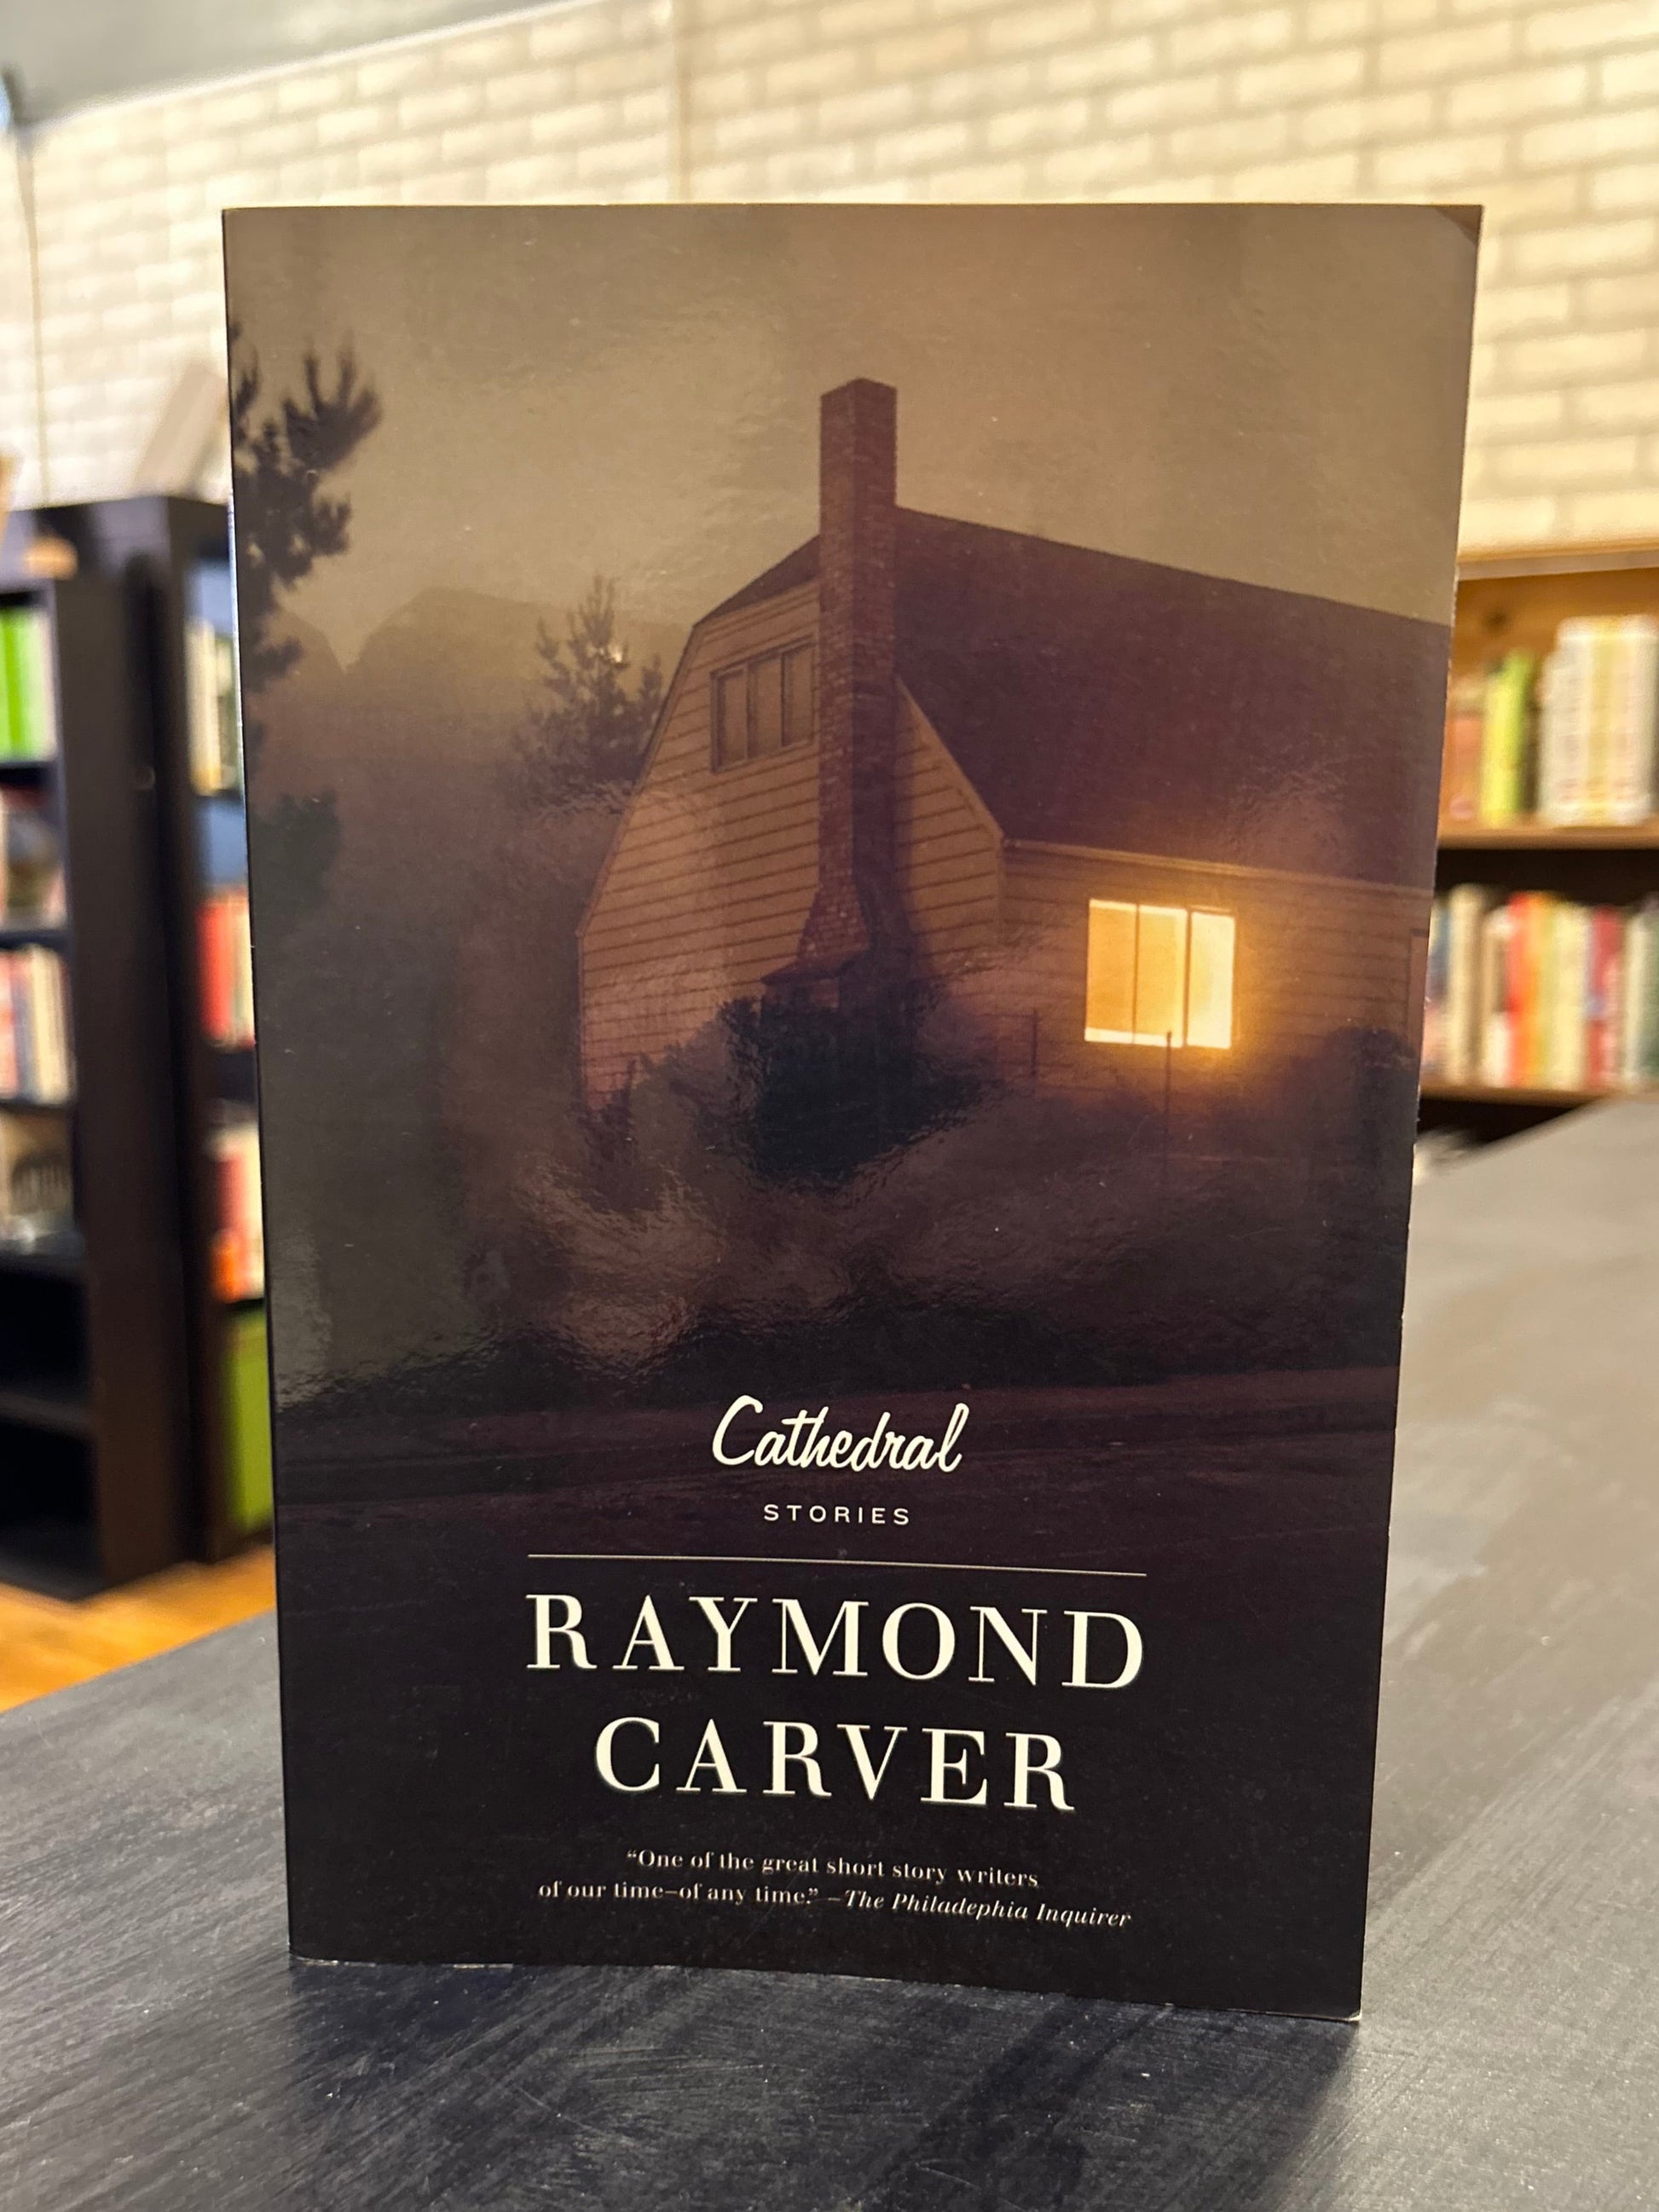 Cathedral
STORIES
RAYMOND
CARVER
“One of the great short story writers
of our time—of any time.” —The Philadephia Inquirer